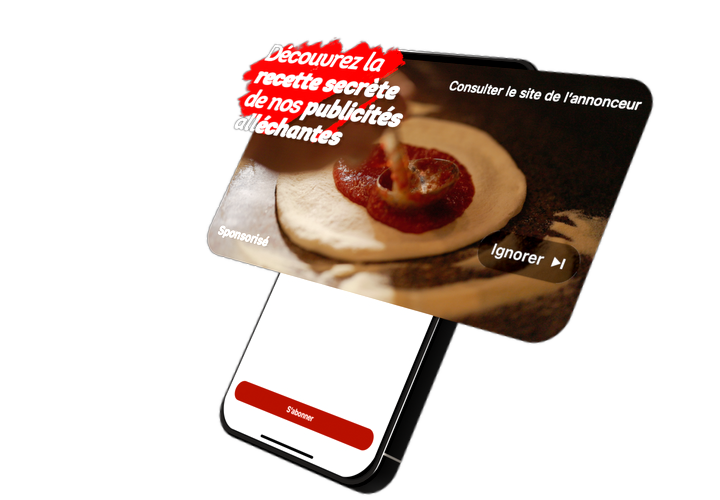 Découvrez la
recette secrète
de nos publicités
alléchantes
Consulter le site de l'annonceur
Sponsorisé
Ignorer
S'abonner